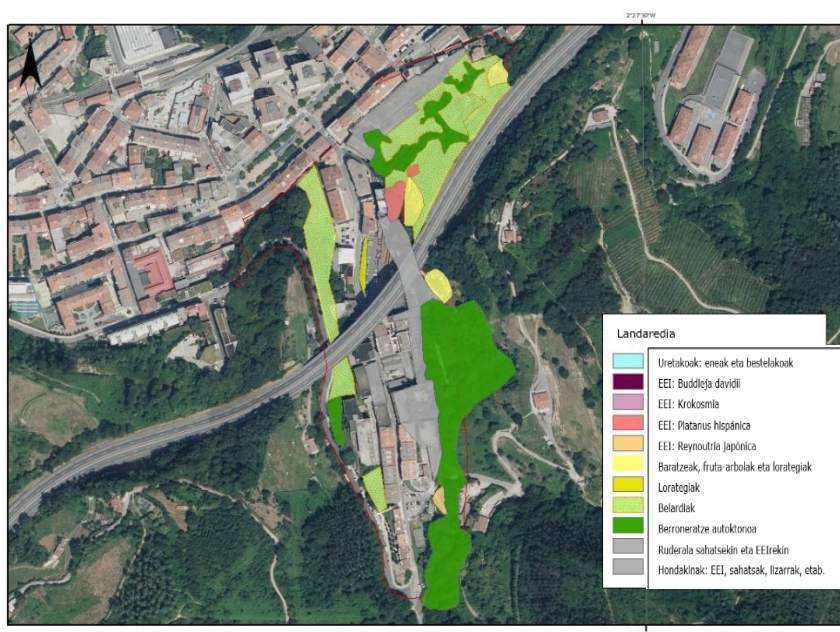 2°27'30"W
N
Landaredia
Uretakoak: eneak eta bestelakoak
EEI: Buddleja davidii
EEI: Krokosmia
EEI: Platanus hispánica
EEI: Reynoutria japónica
Baratzeak, fruta-arbolak eta lorategiak
Lorategiak
Belardiak
Berroneratze autoktonoa
Ruderala sahatsekin eta EEIrekin
Hondakinak: EEI, sahatsak, lizarrak, etab.